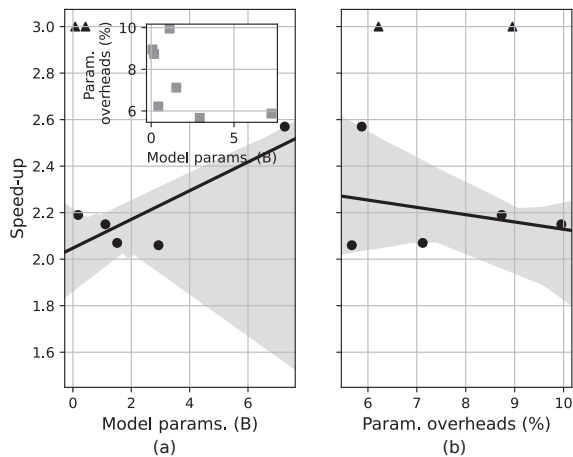 3.0
2.8
2.6
2.4
2.2
2.0
1.8
1.6
Speed-up
10
8
6
Param.
overheads (%)
0 5
Model params. (B)
0 2 4 6
Model params. (B)
(a)
6 7 8 9 10
Param. overheads (%)
(b)